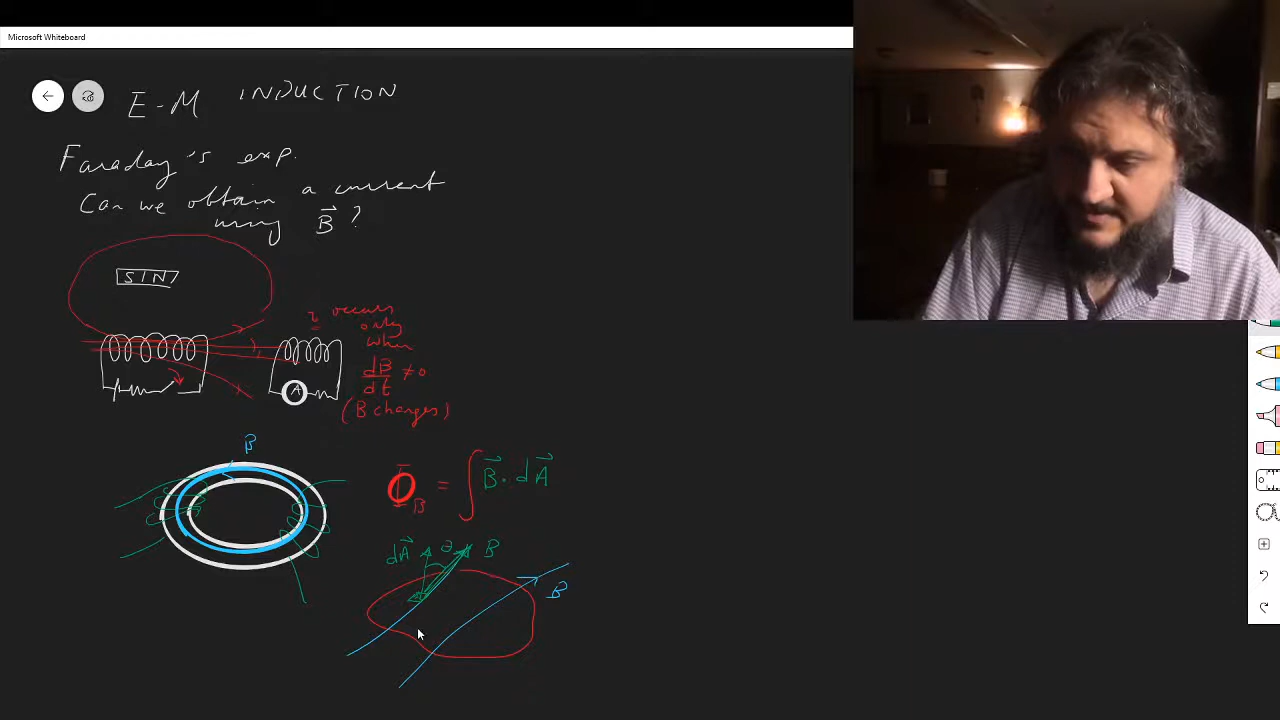 Microsoft Whiteboard
E-M INDUCTION
Faraday's exp.
Can we obtain a current
using B⃗ ?
S I N
i occurs
only
when
dB/dt ≠ 0
(B changes)
A
B
Φ_B = ∫ B⃗ · dA⃗
dA⃗ B
B